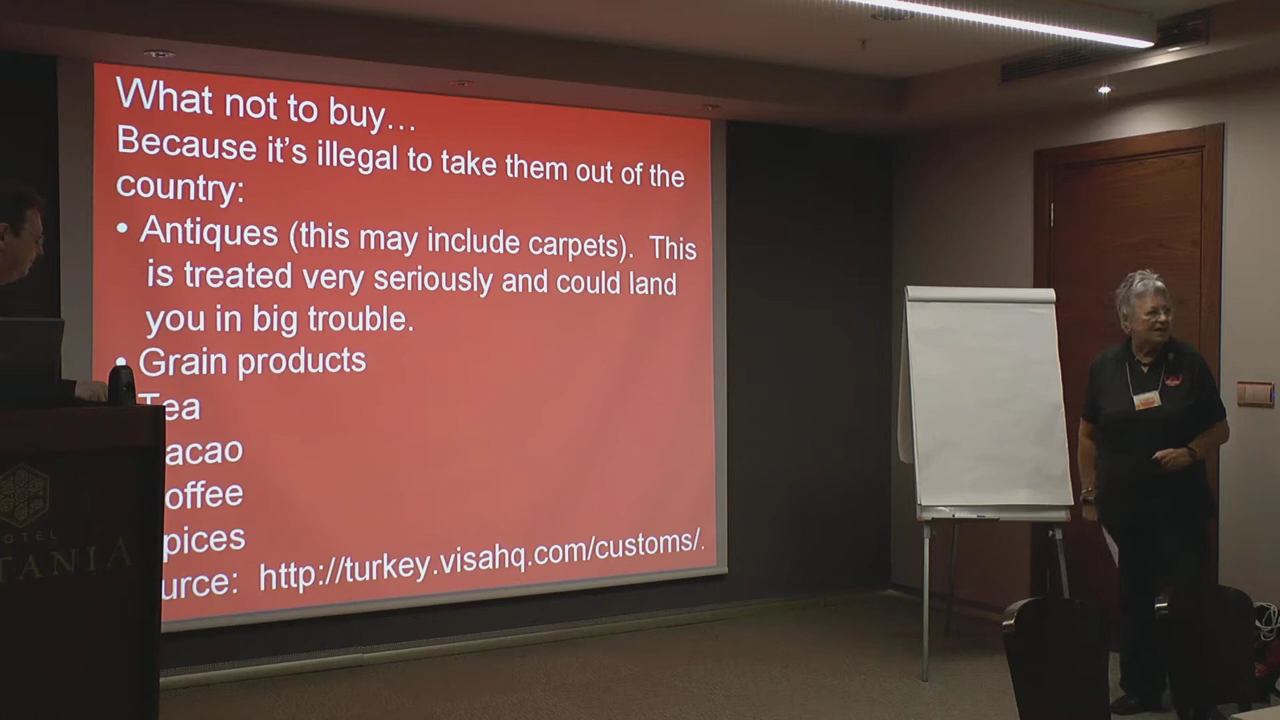 What not to buy…
Because it's illegal to take them out of the
country:
• Antiques (this may include carpets). This
is treated very seriously and could land
you in big trouble.
• Grain products
Tea
acao
offee
pices
urce: http://turkey.visahq.com/customs/.
OTEL
TANIA